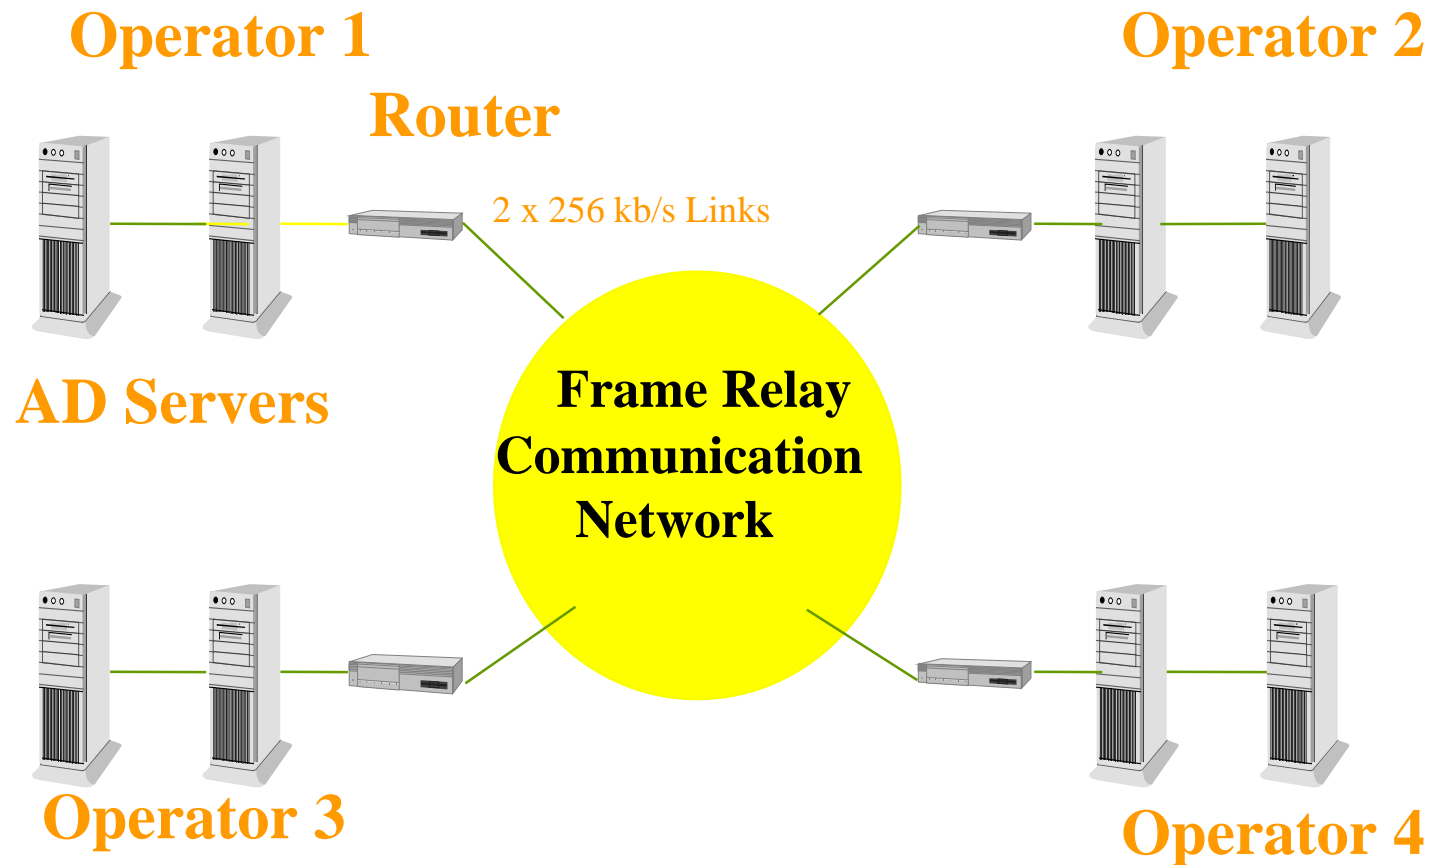 Operator 1
Operator 2
Router
2 x 256 kb/s Links
Frame Relay
Communication
Network
AD Servers
Operator 3
Operator 4